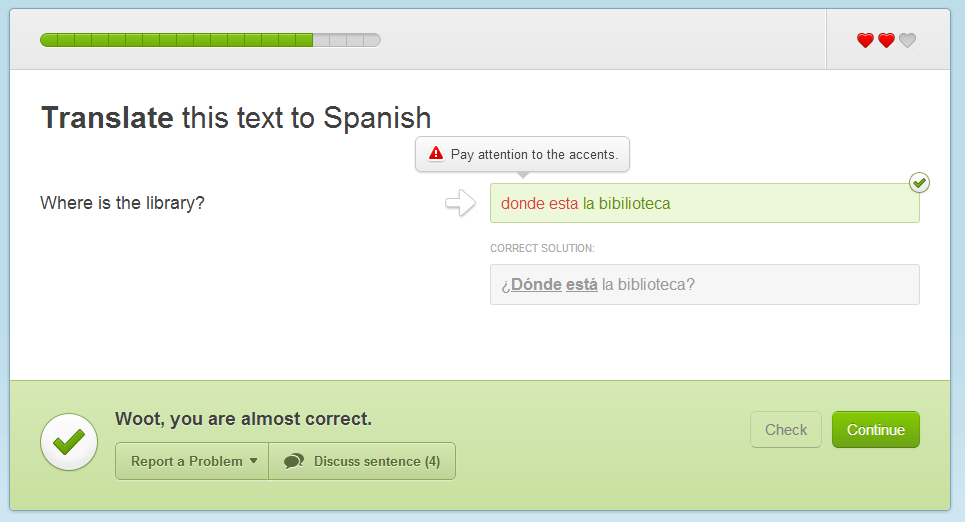 Translate this text to Spanish
Pay attention to the accents.
Where is the library?
donde esta la bibilioteca
CORRECT SOLUTION:
¿Dónde está la biblioteca?
Woot, you are almost correct.
Report a Problem
Discuss sentence (4)
Check
Continue